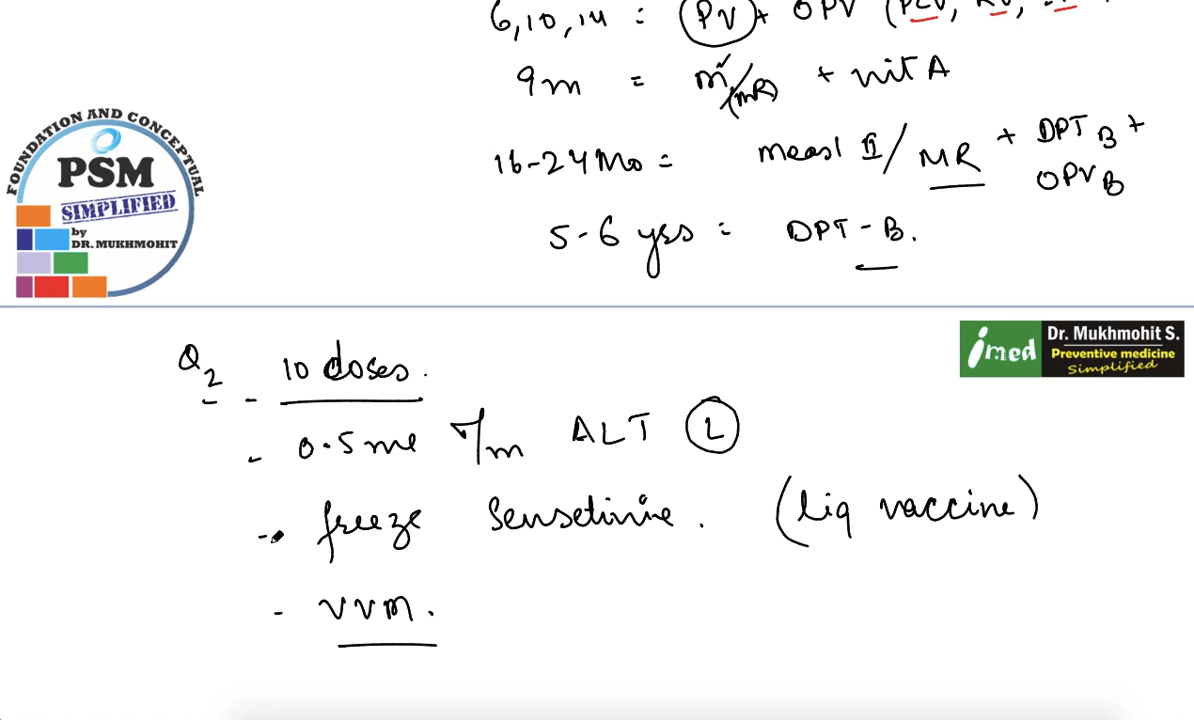 6, 10, 14 : PV + OPV (PCV, RV,
9m = M/(MR) + vit A
16-24 Mo = measl II / MR + DPT B +
OPV B
5-6 yrs : DPT - B.
FOUNDATION AND CONCEPTUAL
PSM
SIMPLIFIED
by
DR. MUKHMOHIT
imed
Dr. Mukhmohit S.
Preventive medicine
Simplified
Q2 - 10 doses.
- 0.5 ml I/m ALT L
- freeze sensetivie. (liq vaccine)
- VVM.